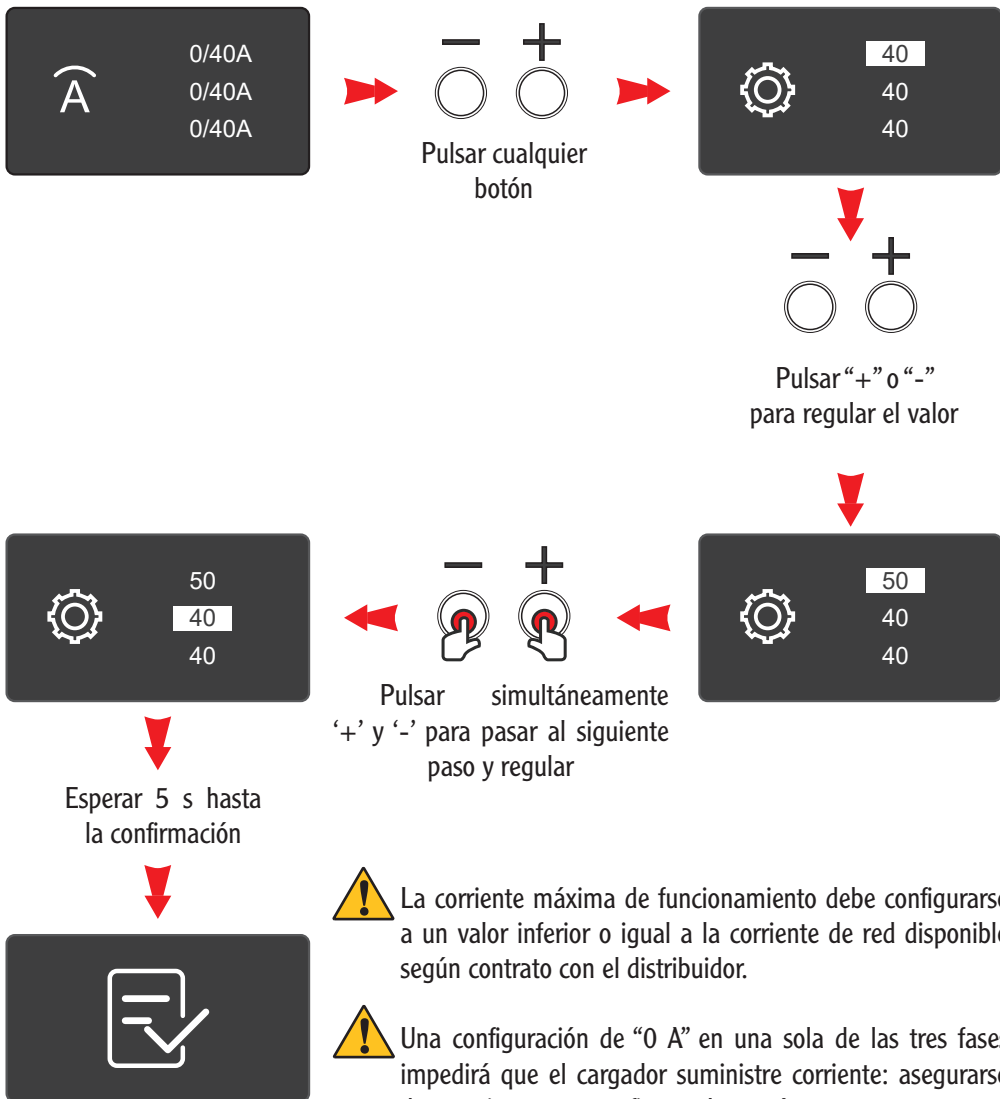 0/40A
A
0/40A
0/40A
Pulsar cualquier
botón
40
40
40
Pulsar “+” o “-”
para regular el valor
50
40
40
Pulsar simultáneamente
‘+’ y ‘-’ para pasar al siguiente
paso y regular
50
40
40
Esperar 5 s hasta
la confirmación
La corriente máxima de funcionamiento debe configurarse
a un valor inferior o igual a la corriente de red disponible
según contrato con el distribuidor.
Una configuración de “0 A” en una sola de las tres fases
impedirá que el cargador suministre corriente: asegurarse